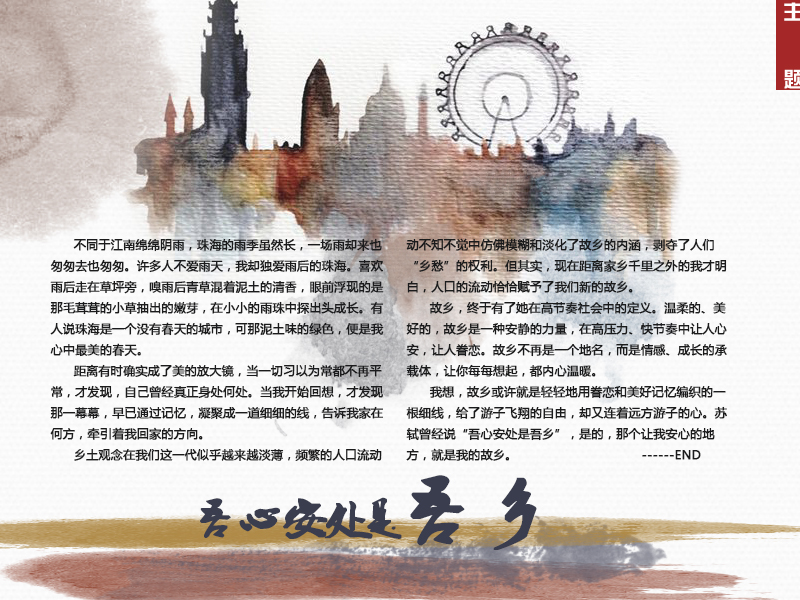 主
题
不同于江南绵绵阴雨，珠海的雨季虽然长，一场雨却来也
匆匆去也匆匆。许多人不爱雨天，我却独爱雨后的珠海。喜欢
雨后走在草坪旁，嗅雨后青草混着泥土的清香，眼前浮现的是
那毛茸茸的小草抽出的嫩芽，在小小的雨珠中探出头成长。有
人说珠海是一个没有春天的城市，可那泥土味的绿色，便是我
心中最美的春天。
距离有时确实成了美的放大镜，当一切习以为常都不再平
常，才发现，自己曾经真正身处何处。当我开始回想，才发现
那一幕幕，早已通过记忆，凝聚成一道细细的线，告诉我家在
何方，牵引着我回家的方向。
乡土观念在我们这一代似乎越来越淡薄，频繁的人口流动
动不知不觉中仿佛模糊和淡化了故乡的内涵，剥夺了人们
“乡愁”的权利。但其实，现在距离家乡千里之外的我才明
白，人口的流动恰恰赋予了我们新的故乡。
故乡，终于有了她在高节奏社会中的定义。温柔的、美
好的，故乡是一种安静的力量，在高压力、快节奏中让人心
安，让人眷恋。故乡不再是一个地名，而是情感、成长的承
载体，让你每每想起，都内心温暖。
我想，故乡或许就是轻轻地用眷恋和美好记忆编织的一
根细线，给了游子飞翔的自由，却又连着远方游子的心。苏
轼曾经说“吾心安处是吾乡”，是的，那个让我安心的地
方，就是我的故乡。 ------END
吾心安处是吾乡